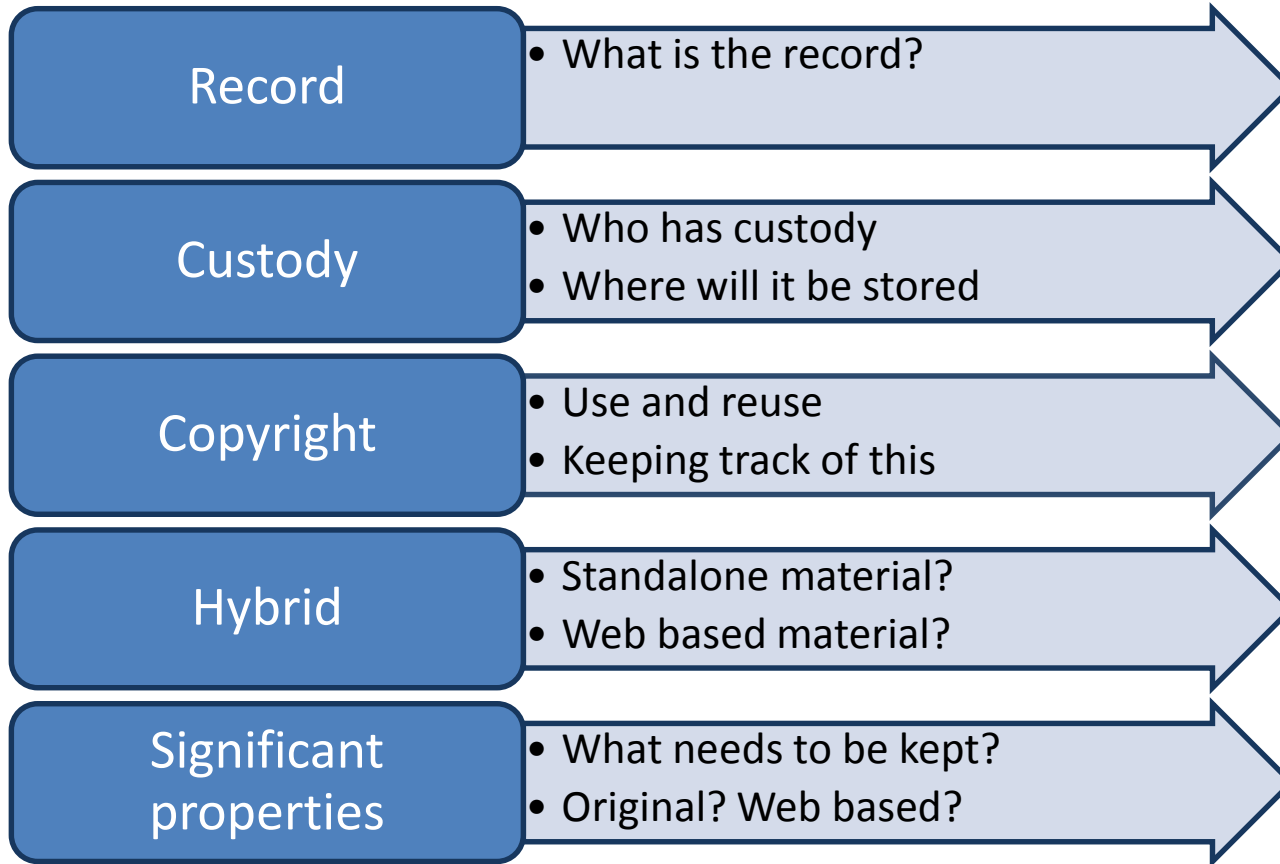 Record
• What is the record?
Custody
• Who has custody
• Where will it be stored
Copyright
• Use and reuse
• Keeping track of this
Hybrid
• Standalone material?
• Web based material?
Significant
properties
• What needs to be kept?
• Original? Web based?